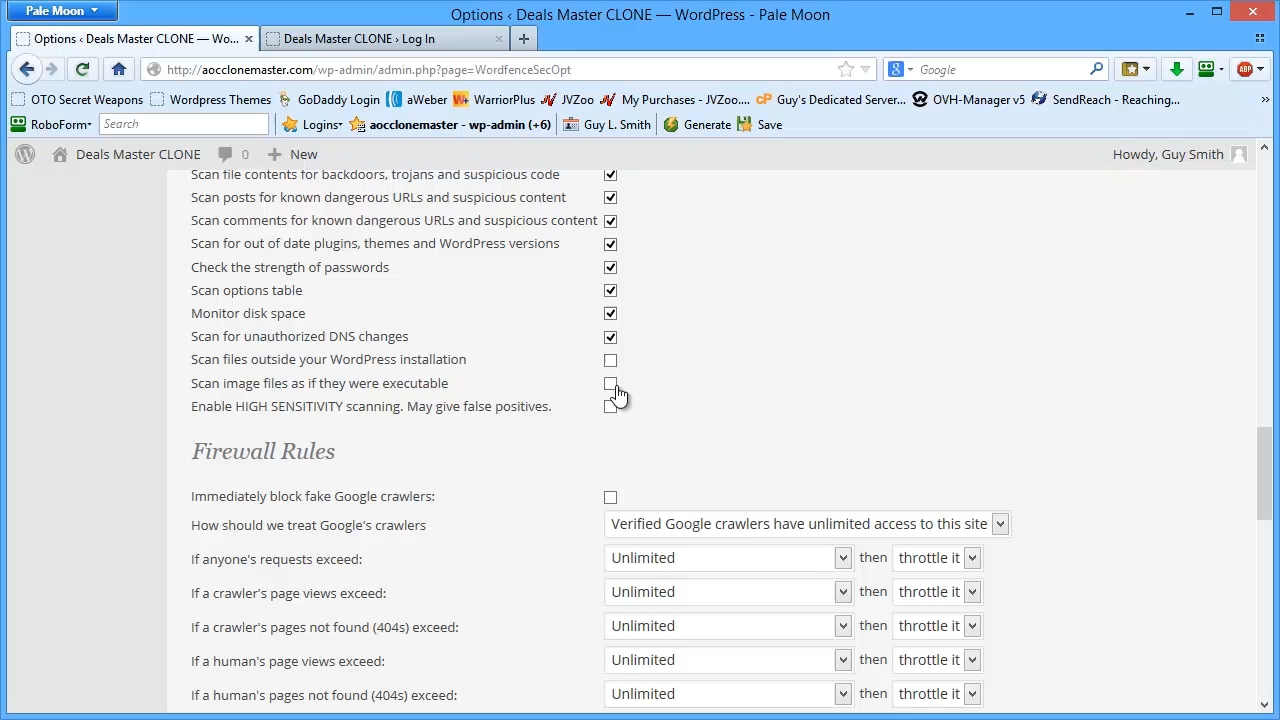 Pale Moon
Options ‹ Deals Master CLONE — WordPress - Pale Moon
Options ‹ Deals Master CLONE — Wo...
Deals Master CLONE › Log In
http://aocclonemaster.com/wp-admin/admin.php?page=WordfenceSecOpt
Google
OTO Secret Weapons Wordpress Themes GoDaddy Login aWeber WarriorPlus JVZoo My Purchases - JVZoo.... Guy's Dedicated Server... OVH-Manager v5 SendReach - Reaching...
RoboForm Search Logins aocclonemaster - wp-admin (+6) Guy L. Smith Generate Save
Deals Master CLONE 0 New Howdy, Guy Smith
Scan file contents for backdoors, trojans and suspicious code
Scan posts for known dangerous URLs and suspicious content
Scan comments for known dangerous URLs and suspicious content
Scan for out of date plugins, themes and WordPress versions
Check the strength of passwords
Scan options table
Monitor disk space
Scan for unauthorized DNS changes
Scan files outside your WordPress installation
Scan image files as if they were executable
Enable HIGH SENSITIVITY scanning. May give false positives.
Firewall Rules
Immediately block fake Google crawlers:
How should we treat Google's crawlers Verified Google crawlers have unlimited access to this site
If anyone's requests exceed: Unlimited then throttle it
If a crawler's page views exceed: Unlimited then throttle it
If a crawler's pages not found (404s) exceed: Unlimited then throttle it
If a human's page views exceed: Unlimited then throttle it
If a human's pages not found (404s) exceed: Unlimited then throttle it